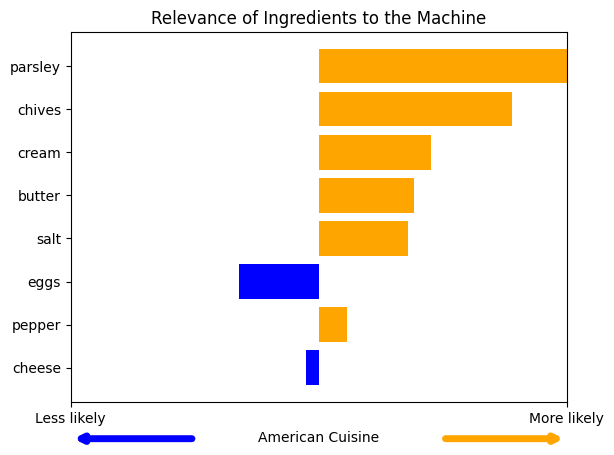 Relevance of Ingredients to the Machine
parsley
chives
cream
butter
salt
eggs
pepper
cheese
Less likely
More likely
American Cuisine